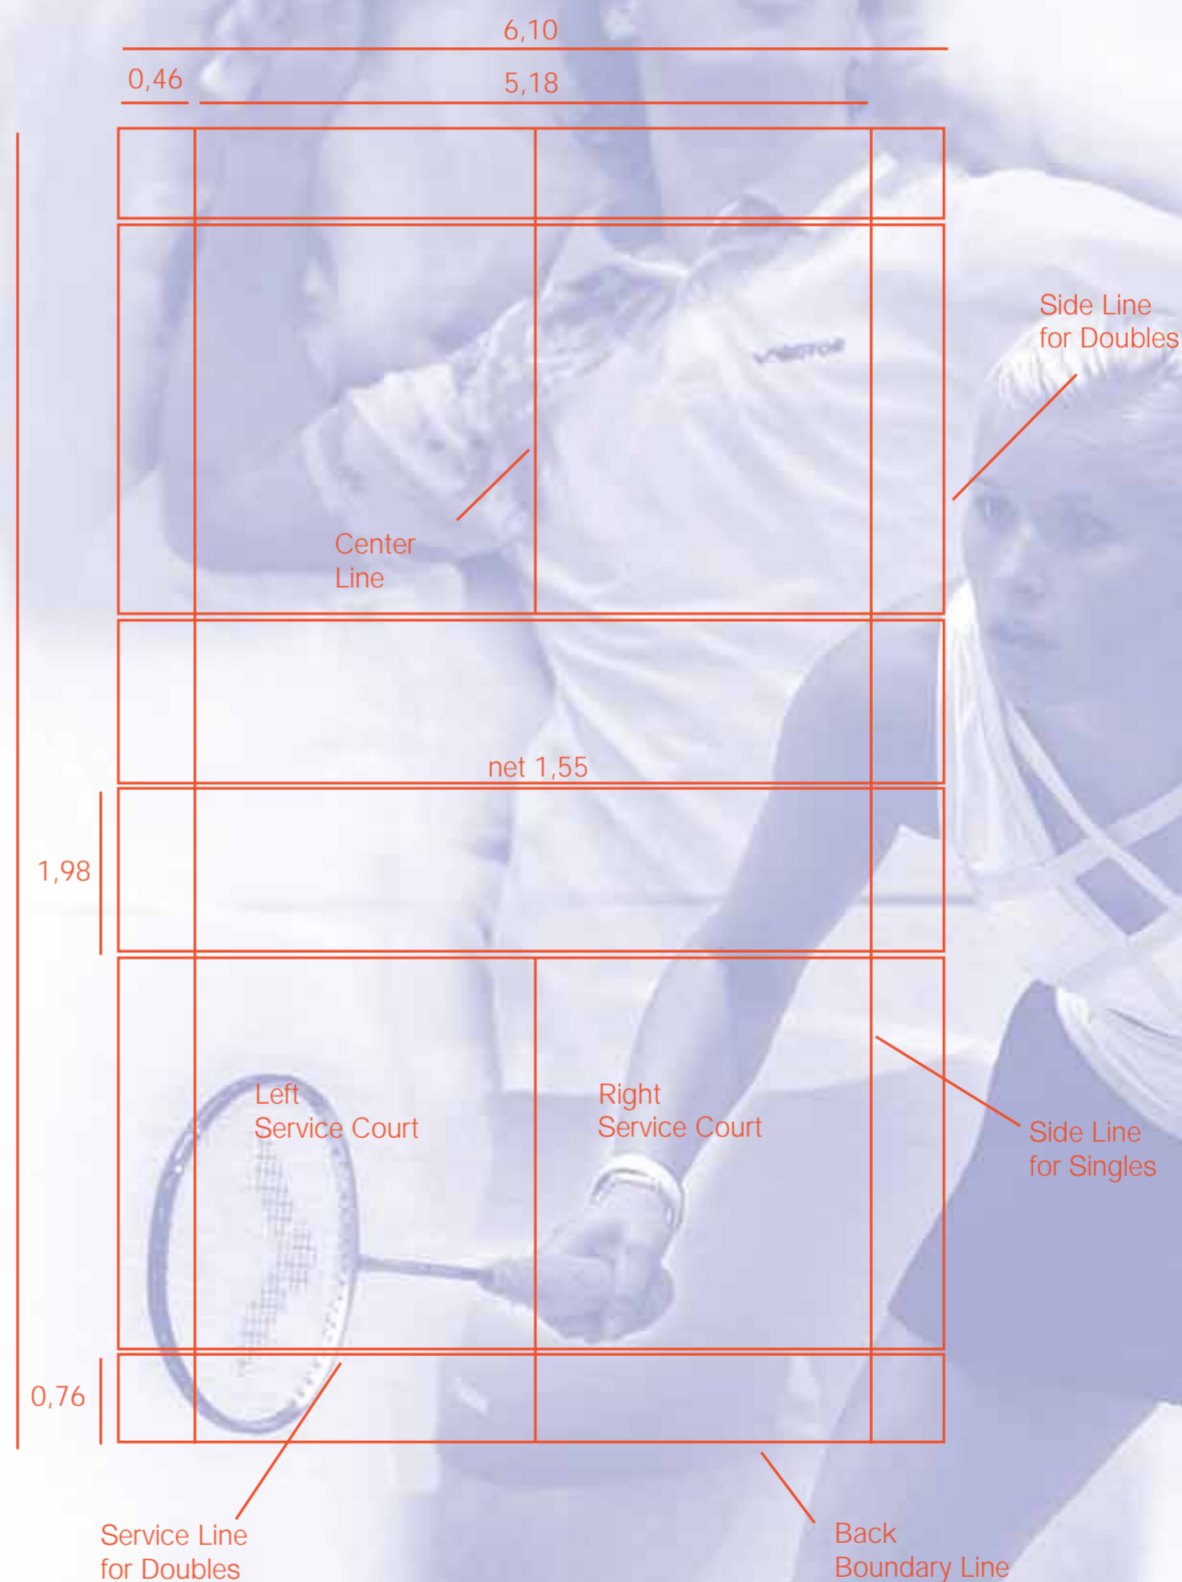 6,10
0,46
5,18
VICTOR
Side Line
for Doubles
Center
Line
net 1,55
1,98
Left
Service Court
Right
Service Court
Side Line
for Singles
0,76
Service Line
for Doubles
Back
Boundary Line